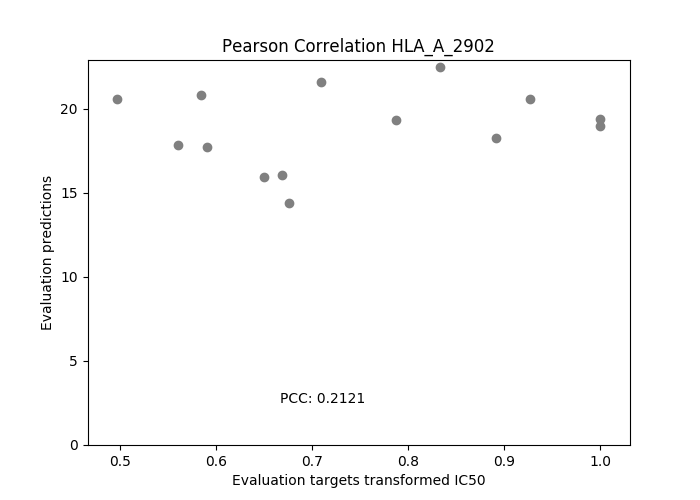 Pearson Correlation HLA_A_2902
Evaluation predictions
20
15
10
5
0
PCC: 0.2121
0.5 0.6 0.7 0.8 0.9 1.0
Evaluation targets transformed IC50